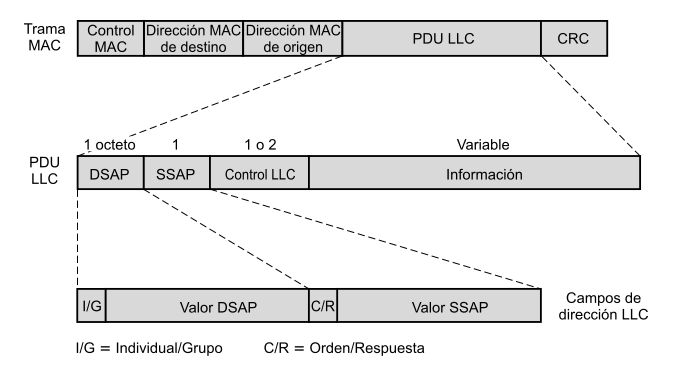 Trama MAC
Control MAC
Dirección MAC de destino
Dirección MAC de origen
PDU LLC
CRC
1 octeto
1
1 o 2
Variable
PDU LLC
DSAP
SSAP
Control LLC
Información
I/G
Valor DSAP
C/R
Valor SSAP
Campos de dirección LLC
I/G = Individual/Grupo
C/R = Orden/Respuesta